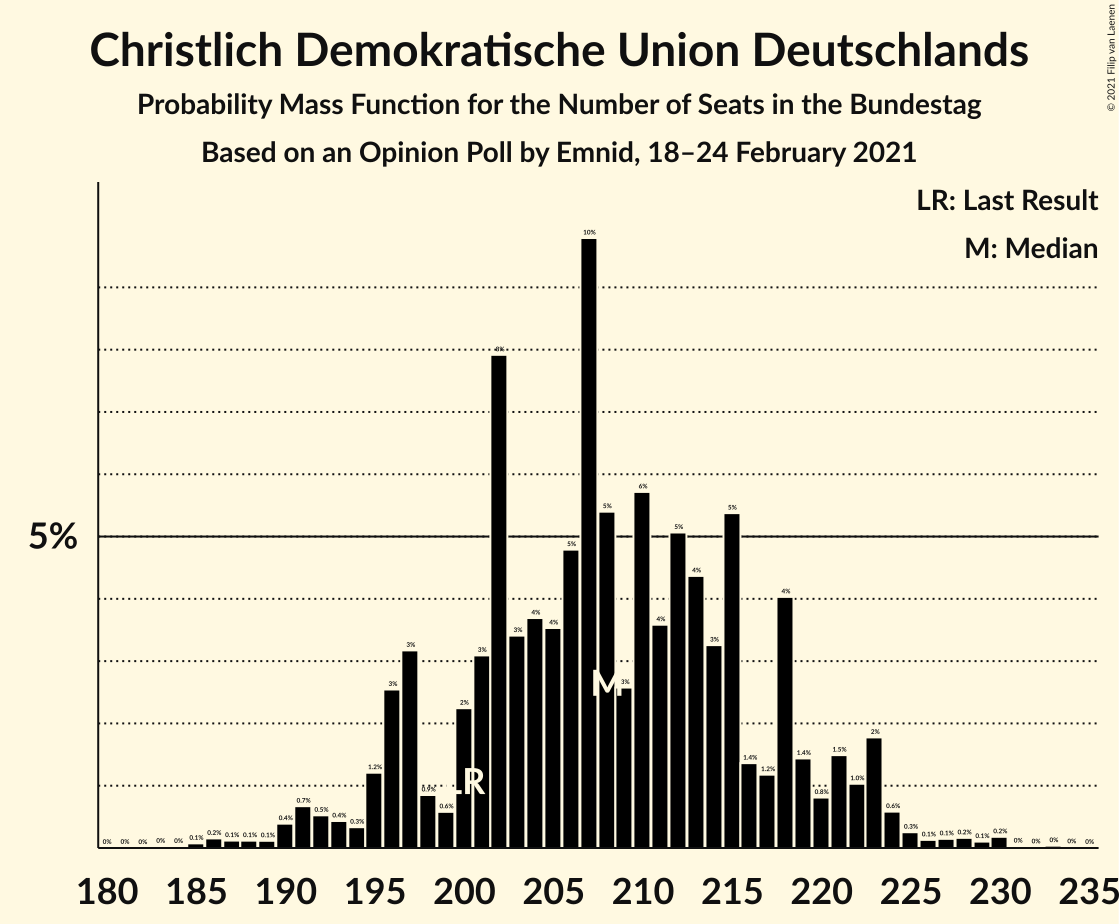 Christlich Demokratische Union Deutschlands
Probability Mass Function for the Number of Seats in the Bundestag
Based on an Opinion Poll by Emnid, 18–24 February 2021
© 2021 Filip van Laenen
LR: Last Result
M: Median
5%
0% 0% 0% 0% 0% 0.1% 0.2% 0.1% 0.1% 0.1% 0.4% 0.7% 0.5% 0.4% 0.3% 1.2% 3% 3% 0.9% 0.6% 2% 3% 8% 3% 4% 4% 5% 10% 5% 3% 6% 4% 5% 4% 3% 5% 1.4% 1.2% 4% 1.4% 0.8% 1.5% 1.0% 2% 0.6% 0.3% 0.1% 0.1% 0.2% 0.1% 0.2% 0% 0% 0% 0% 0%
M
LR
180 185 190 195 200 205 210 215 220 225 230 235